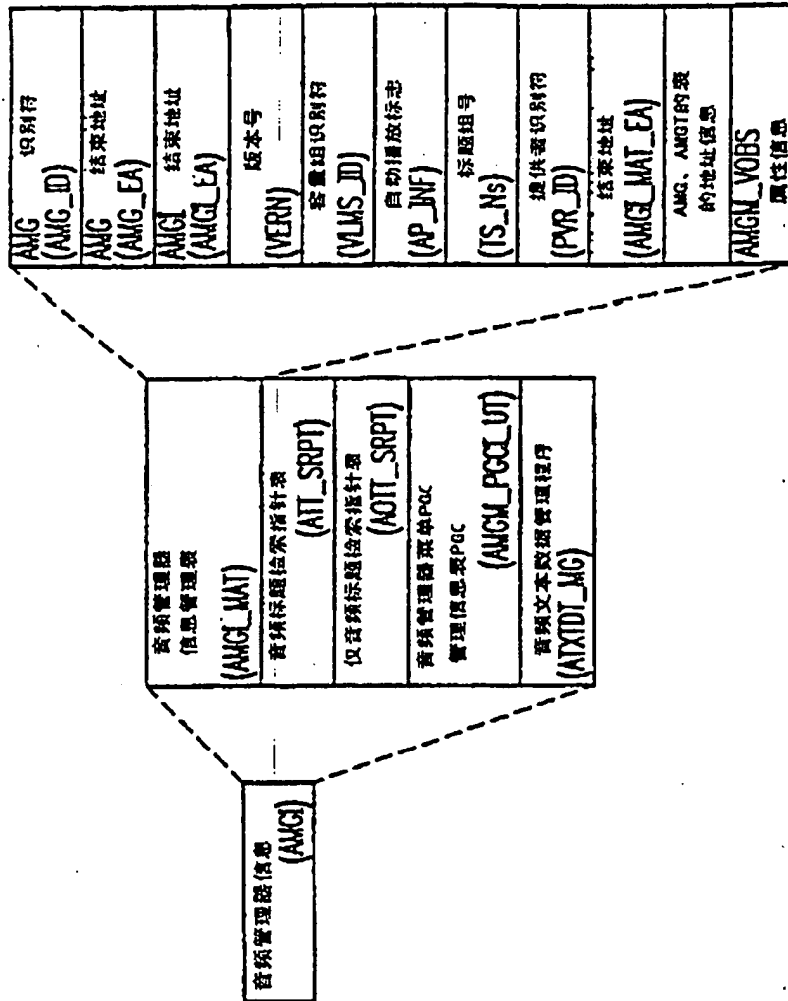 音频管理器信息
(AMGI)
音频管理器
信息管理表
(AMGI_MAT)
音频标题检索指针表
(ATT_SRPT)
仅音频标题检索指针表
(AOTT_SRPT)
音频管理器菜单PGC
管理信息表PGC
(AMGM_PGCI_UT)
音频文本数据管理程序
(ATXTDT_MG)
AMG 识别符
(AMG_ID)
AMG 结束地址
(AMG_EA)
AMGI 结束地址
(AMGI_EA)
版本号
(VERN)
容量组识别符
(VLMS_ID)
自动播放标志
(AP_INF)
标题组号
(TS_Ns)
提供者识别符
(PVR_ID)
结束地址
(AMGI_MAT_EA)
AMG、AMGT的表
的地址信息
AMGM_VOBS
属性信息